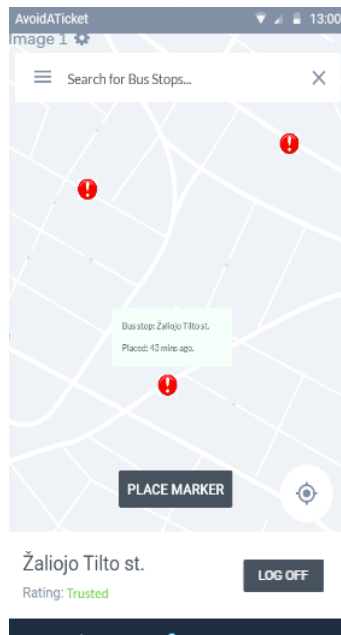 AvoidATicket 13:00
Image 1
Search for Bus Stops...
Bus stop: Žaliojo Tilto st.
Placed: 43 mins ago.
PLACE MARKER
Žaliojo Tilto st.
LOG OFF
Rating: Trusted